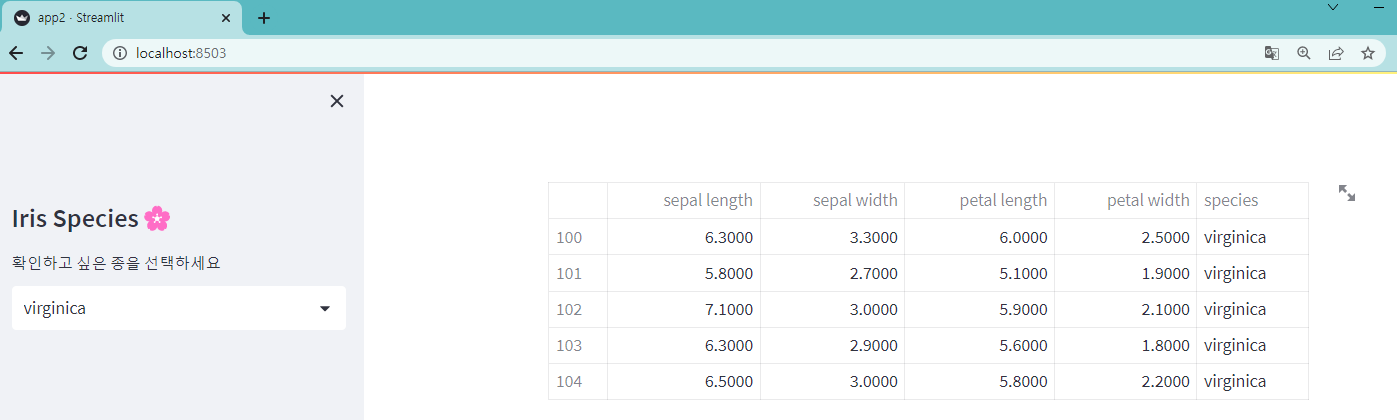 app2 · Streamlit
localhost:8503
Iris Species
확인하고 싶은 종을 선택하세요
virginica
sepal length sepal width petal length petal width species
100 6.3000 3.3000 6.0000 2.5000 virginica
101 5.8000 2.7000 5.1000 1.9000 virginica
102 7.1000 3.0000 5.9000 2.1000 virginica
103 6.3000 2.9000 5.6000 1.8000 virginica
104 6.5000 3.0000 5.8000 2.2000 virginica